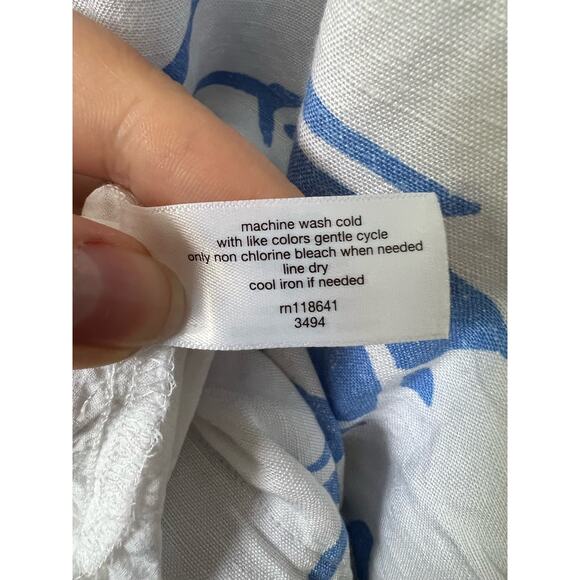 machine wash cold
with like colors gentle cycle
only non chlorine bleach when needed
line dry
cool iron if needed
rn118641
3494